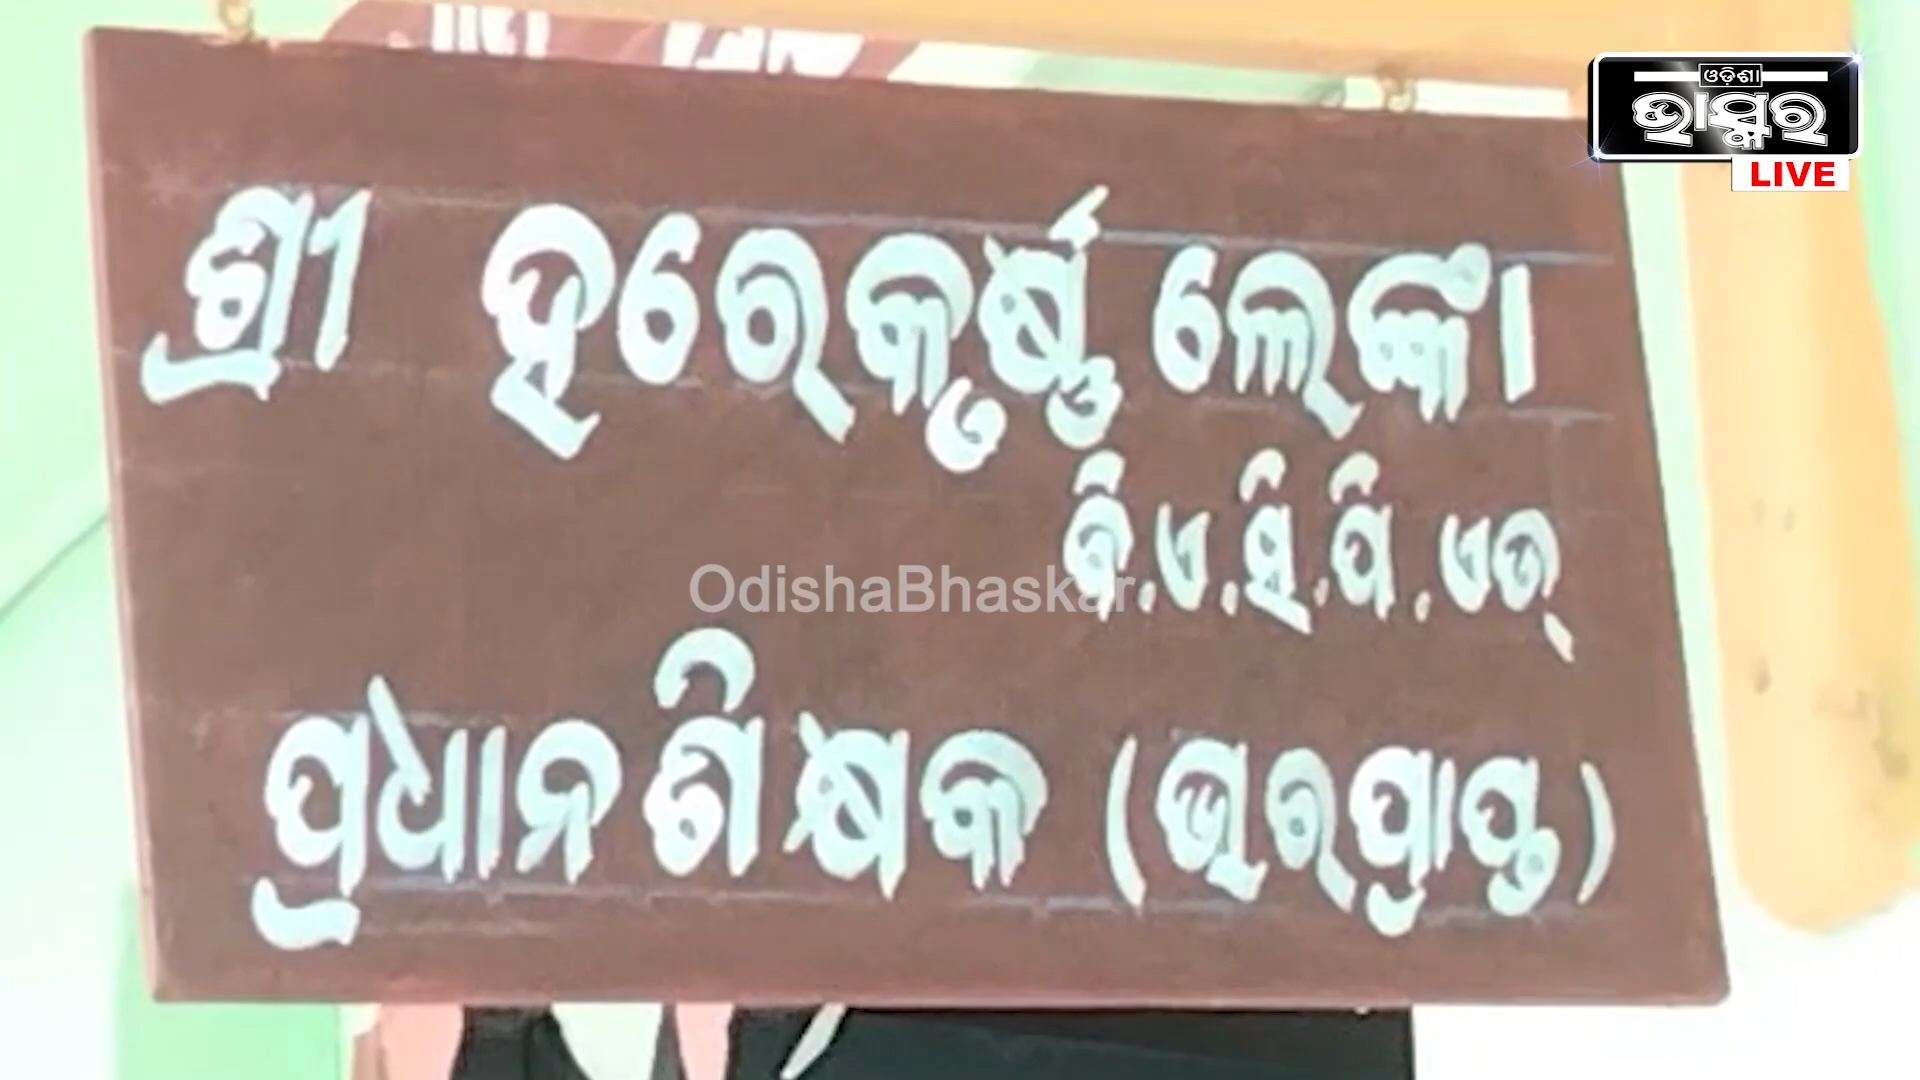 ଓଡ଼ିଶା
ଭାସ୍କର
LIVE
ଶ୍ରୀ ହରେକୃର୍ଷ୍ଣ ଲେଙ୍କା
ବି.ଏ.ସି.ପି.ଏଡ୍
OdishaBhaskar
ପ୍ରଧାନ ଶିକ୍ଷକ (ଭାରପ୍ରାପ୍ତ)